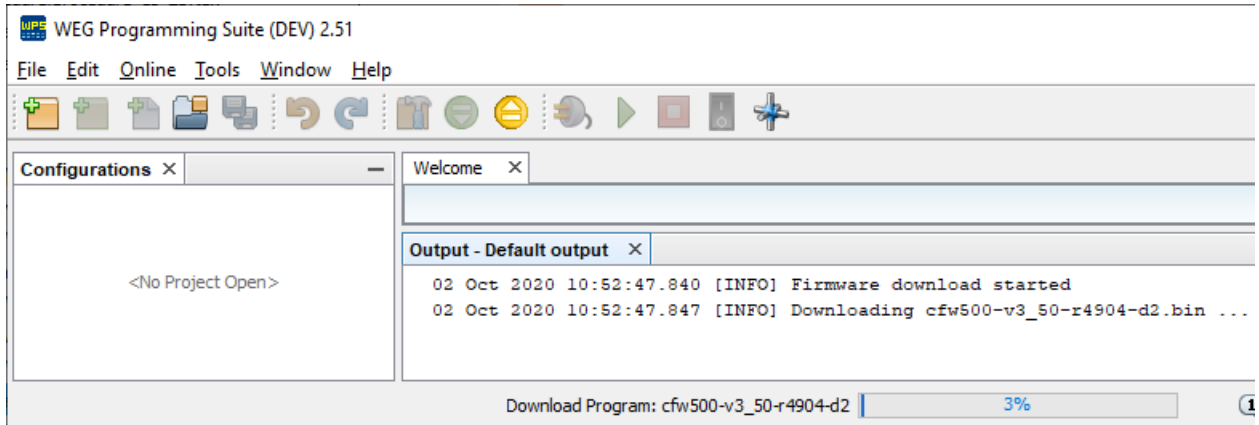 WPS WEG Programming Suite (DEV) 2.51
File Edit Online Tools Window Help
Configurations
Welcome
<No Project Open>
Output - Default output
02 Oct 2020 10:52:47.840 [INFO] Firmware download started
02 Oct 2020 10:52:47.847 [INFO] Downloading cfw500-v3_50-r4904-d2.bin ...
Download Program: cfw500-v3_50-r4904-d2 3%
1